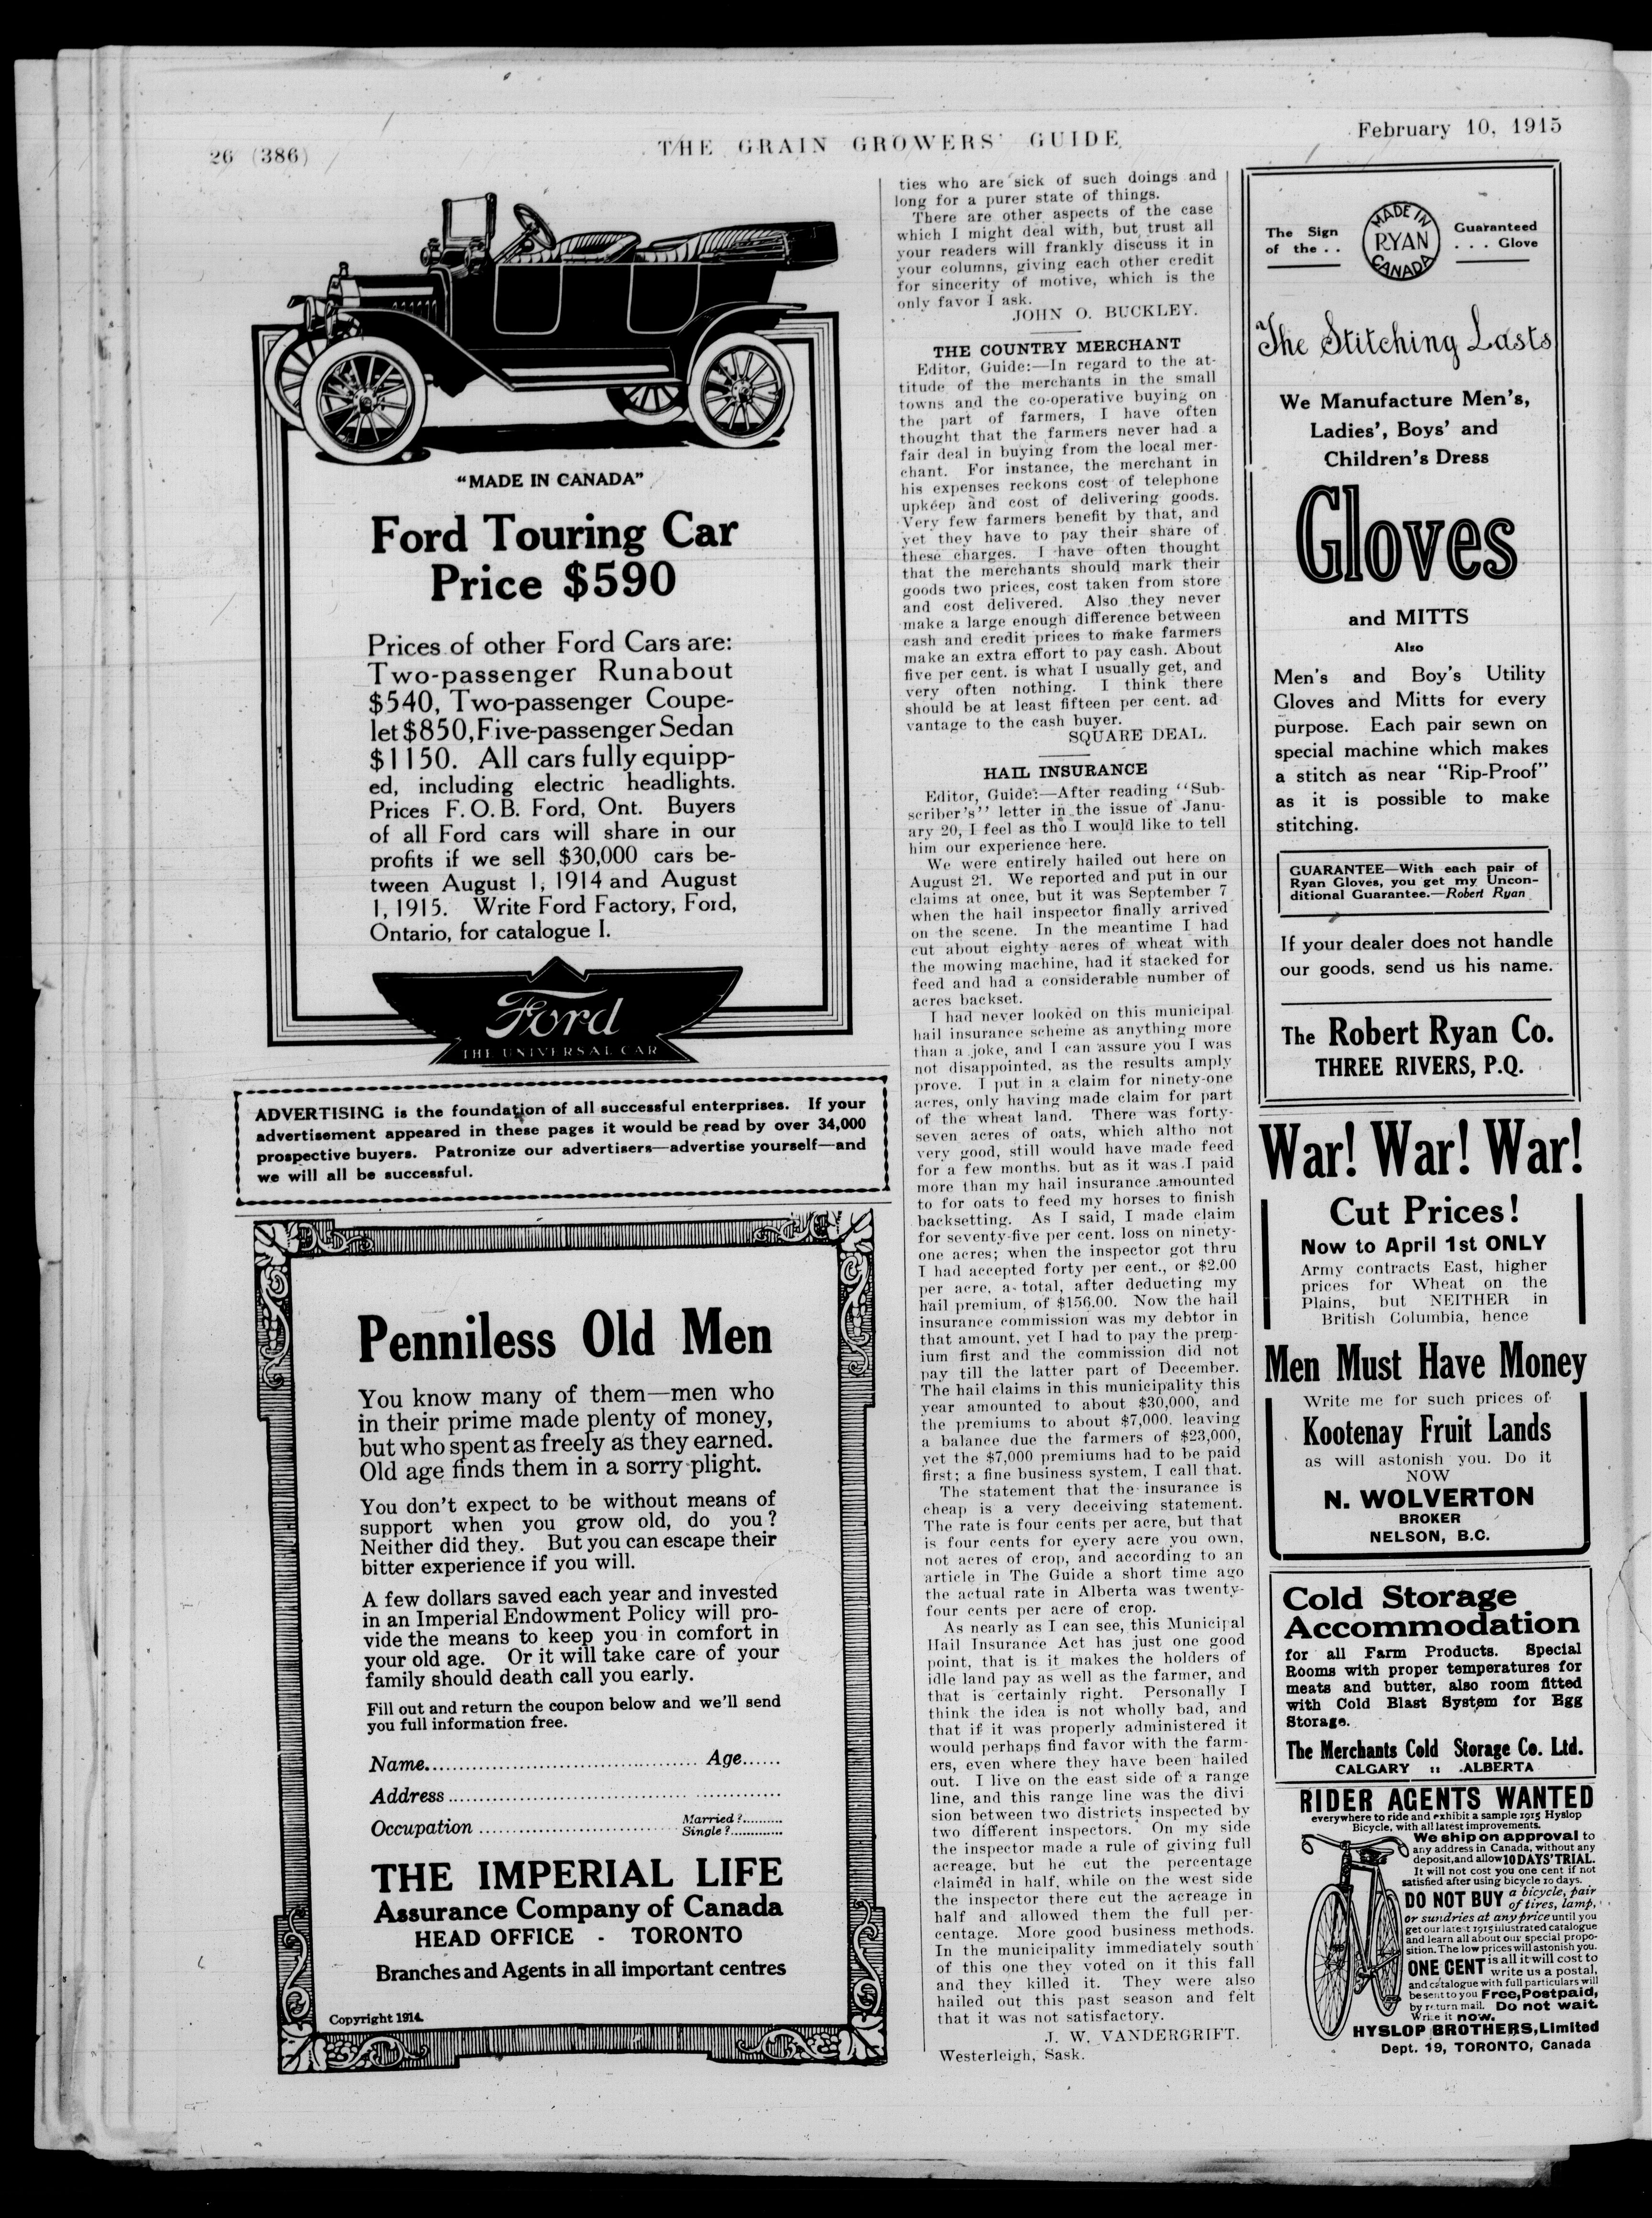 26 (386)
THE GRAIN GROWERS' GUIDE
February 10, 1915
"MADE IN CANADA"
Ford Touring Car
Price $590
Prices of other Ford Cars are:
Two-passenger Runabout
$540, Two-passenger Coupe-
let $850, Five-passenger Sedan
$1150. All cars fully equipp-
ed, including electric headlights.
Prices F.O.B. Ford, Ont. Buyers
of all Ford cars will share in our
profits if we sell $30,000 cars be-
tween August 1, 1914 and August
1, 1915. Write Ford Factory, Ford,
Ontario, for catalogue I.
Ford
THE UNIVERSAL CAR
ADVERTISING is the foundation of all successful enterprises. If your
advertisement appeared in these pages it would be read by over 34,000
prospective buyers. Patronize our advertisers—advertise yourself—and
we will all be successful.
Penniless Old Men
You know many of them—men who
in their prime made plenty of money,
but who spent as freely as they earned.
Old age finds them in a sorry plight.
You don't expect to be without means of
support when you grow old, do you?
Neither did they. But you can escape their
bitter experience if you will.
A few dollars saved each year and invested
in an Imperial Endowment Policy will pro-
vide the means to keep you in comfort in
your old age. Or it will take care of your
family should death call you early.
Fill out and return the coupon below and we'll send
you full information free.
Name.......................................... Age......
Address....................................................
Occupation............................... Married?..........
Single?.............
THE IMPERIAL LIFE
Assurance Company of Canada
HEAD OFFICE - TORONTO
Branches and Agents in all important centres
Copyright 1914.
ties who are sick of such doings and
long for a purer state of things.
There are other aspects of the case
which I might deal with, but trust all
your readers will frankly discuss it in
your columns, giving each other credit
for sincerity of motive, which is the
only favor I ask.
JOHN O. BUCKLEY.
THE COUNTRY MERCHANT
Editor, Guide:—In regard to the at-
titude of the merchants in the small
towns and the co-operative buying on
the part of farmers, I have often
thought that the farmers never had a
fair deal in buying from the local mer-
chant. For instance, the merchant in
his expenses reckons cost of telephone
upkeep and cost of delivering goods.
Very few farmers benefit by that, and
yet they have to pay their share of
these charges. I have often thought
that the merchants should mark their
goods two prices, cost taken from store
and cost delivered. Also they never
make a large enough difference between
cash and credit prices to make farmers
make an extra effort to pay cash. About
five per cent. is what I usually get, and
very often nothing. I think there
should be at least fifteen per cent. ad
vantage to the cash buyer.
SQUARE DEAL.
HAIL INSURANCE
Editor, Guide:—After reading "Sub-
scriber's" letter in the issue of Janu-
ary 20, I feel as tho I would like to tell
him our experience here.
We were entirely hailed out here on
August 21. We reported and put in our
claims at once, but it was September 7
when the hail inspector finally arrived
on the scene. In the meantime I had
cut about eighty acres of wheat with
the mowing machine, had it stacked for
feed and had a considerable number of
acres backset.
I had never looked on this municipal
hail insurance scheme as anything more
than a joke, and I can assure you I was
not disappointed, as the results amply
prove. I put in a claim for ninety-one
acres, only having made claim for part
of the wheat land. There was forty-
seven acres of oats, which altho not
very good, still would have made feed
for a few months, but as it was I paid
more than my hail insurance amounted
to for oats to feed my horses to finish
backsetting. As I said, I made claim
for seventy-five per cent. loss on ninety-
one acres; when the inspector got thru
I had accepted forty per cent., or $2.00
per acre, a total, after deducting my
hail premium, of $156.00. Now the hail
insurance commission was my debtor in
that amount, yet I had to pay the prem-
ium first and the commission did not
pay till the latter part of December.
The hail claims in this municipality this
year amounted to about $30,000, and
the premiums to about $7,000, leaving
a balance due the farmers of $23,000,
yet the $7,000 premiums had to be paid
first; a fine business system, I call that.
The statement that the insurance is
cheap is a very deceiving statement.
The rate is four cents per acre, but that
is four cents for every acre you own,
not acres of crop, and according to an
article in The Guide a short time ago
the actual rate in Alberta was twenty-
four cents per acre of crop.
As nearly as I can see, this Municipal
Hail Insurance Act has just one good
point, that is it makes the holders of
idle land pay as well as the farmer, and
that is certainly right. Personally I
think the idea is not wholly bad, and
that if it was properly administered it
would perhaps find favor with the farm-
ers, even where they have been hailed
out. I live on the east side of a range
line, and this range line was the divi
sion between two districts inspected by
two different inspectors. On my side
the inspector made a rule of giving full
acreage, but he cut the percentage
claimed in half, while on the west side
the inspector there cut the acreage in
half and allowed them the full per-
centage. More good business methods.
In the municipality immediately south
of this one they voted on it this fall
and they killed it. They were also
hailed out this past season and felt
that it was not satisfactory.
J. W. VANDERGRIFT.
Westerleigh, Sask.
The Sign
of the . .
MADE IN
RYAN
CANADA
Guaranteed
. . . Glove
The Stitching Lasts
We Manufacture Men's,
Ladies', Boys' and
Children's Dress
Gloves
and MITTS
Also
Men's and Boy's Utility
Gloves and Mitts for every
purpose. Each pair sewn on
special machine which makes
a stitch as near "Rip-Proof"
as it is possible to make
stitching.
GUARANTEE—With each pair of
Ryan Gloves, you get my Uncon-
ditional Guarantee.—Robert Ryan
If your dealer does not handle
our goods, send us his name.
The Robert Ryan Co.
THREE RIVERS, P.Q.
War! War! War!
Cut Prices!
Now to April 1st ONLY
Army contracts East, higher
prices for Wheat on the
Plains, but NEITHER in
British Columbia, hence
Men Must Have Money
Write me for such prices of
Kootenay Fruit Lands
as will astonish you. Do it
NOW
N. WOLVERTON
BROKER
NELSON, B.C.
Cold Storage
Accommodation
for all Farm Products. Special
Rooms with proper temperatures for
meats and butter, also room fitted
with Cold Blast System for Egg
Storage.
The Merchants Cold Storage Co. Ltd.
CALGARY :: ALBERTA
RIDER AGENTS WANTED
everywhere to ride and exhibit a sample 1915 Hyslop
Bicycle, with all latest improvements.
We ship on approval to
any address in Canada, without any
deposit, and allow 10 DAYS' TRIAL.
It will not cost you one cent if not
satisfied after using bicycle 10 days.
DO NOT BUY a bicycle, pair
of tires, lamp,
or sundries at any price until you
get our latest 1915 illustrated catalogue
and learn all about our special propo-
sition. The low prices will astonish you.
ONE CENT is all it will cost to
write us a postal,
and catalogue with full particulars will
be sent to you Free, Postpaid,
by return mail. Do not wait.
Write it now.
HYSLOP BROTHERS, Limited
Dept. 19, TORONTO, Canada